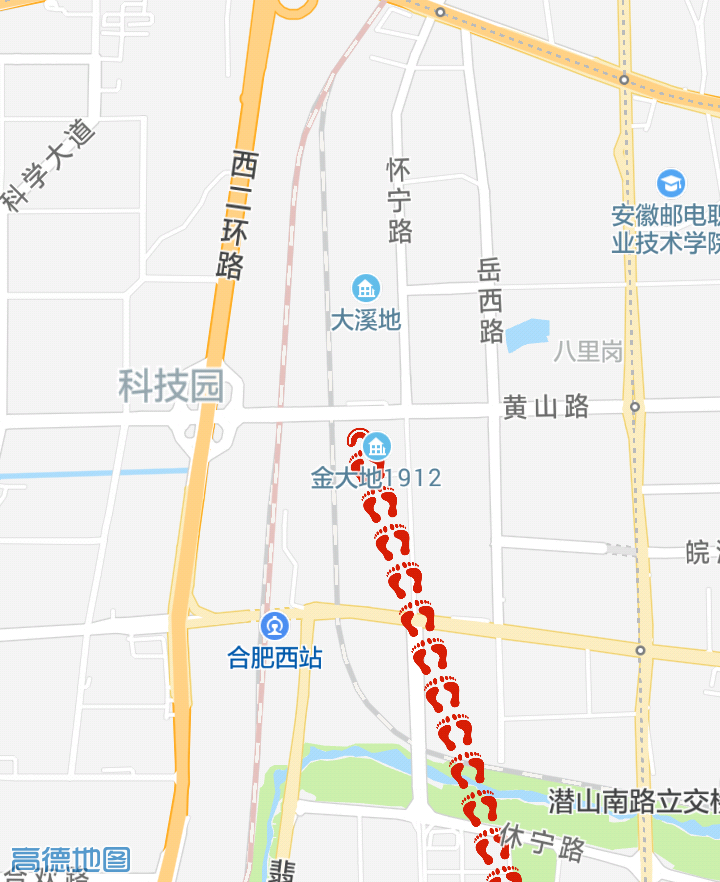 科学大道
西二环路
怀宁路
安徽邮电职
业技术学院
岳西路
大溪地
八里岗
科技园
黄山路
金大地1912
皖
合肥西站
潜山南路立交
休宁路
高德地图
翡